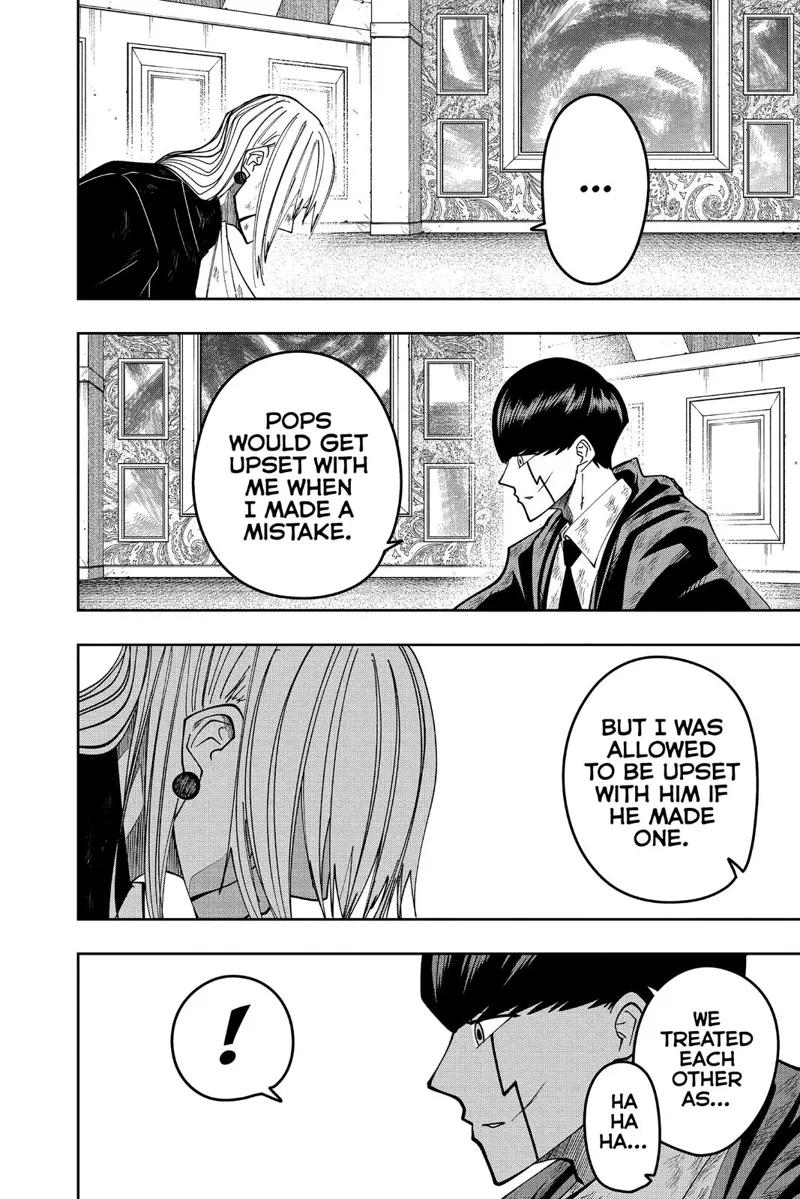 ...
POPS
WOULD GET
UPSET WITH
ME WHEN
I MADE A
MISTAKE.
BUT I WAS
ALLOWED
TO BE UPSET
WITH HIM IF
HE MADE
ONE.
WE
TREATED
EACH
OTHER
AS...
HA
HA
HA...
!